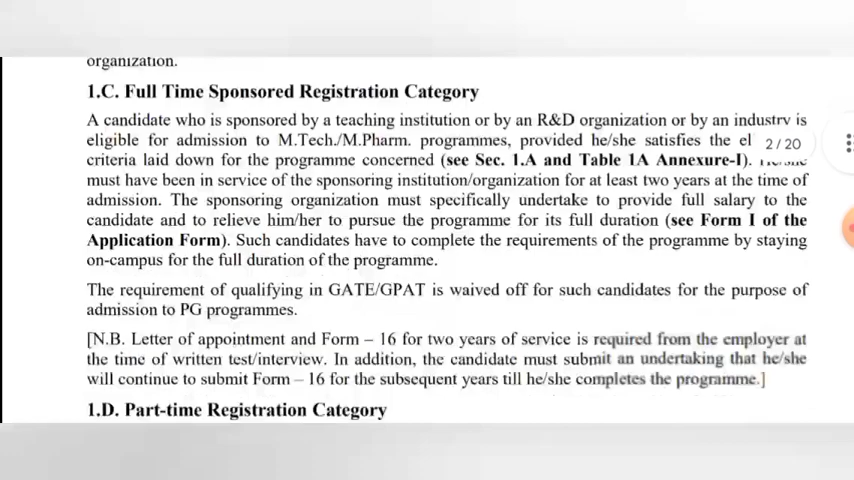 organization.
1.C. Full Time Sponsored Registration Category
A candidate who is sponsored by a teaching institution or by an R&D organization or by an industry is
eligible for admission to M.Tech./M.Pharm. programmes, provided he/she satisfies the el
2 / 20
criteria laid down for the programme concerned (see Sec. 1.A and Table 1A Annexure-I).
must have been in service of the sponsoring institution/organization for at least two years at the time of
admission. The sponsoring organization must specifically undertake to provide full salary to the
candidate and to relieve him/her to pursue the programme for its full duration (see Form I of the
Application Form). Such candidates have to complete the requirements of the programme by staying
on-campus for the full duration of the programme.
The requirement of qualifying in GATE/GPAT is waived off for such candidates for the purpose of
admission to PG programmes.
[N.B. Letter of appointment and Form – 16 for two years of service is required from the employer at
the time of written test/interview. In addition, the candidate must submit an undertaking that he/she
will continue to submit Form – 16 for the subsequent years till he/she completes the programme.]
1.D. Part-time Registration Category